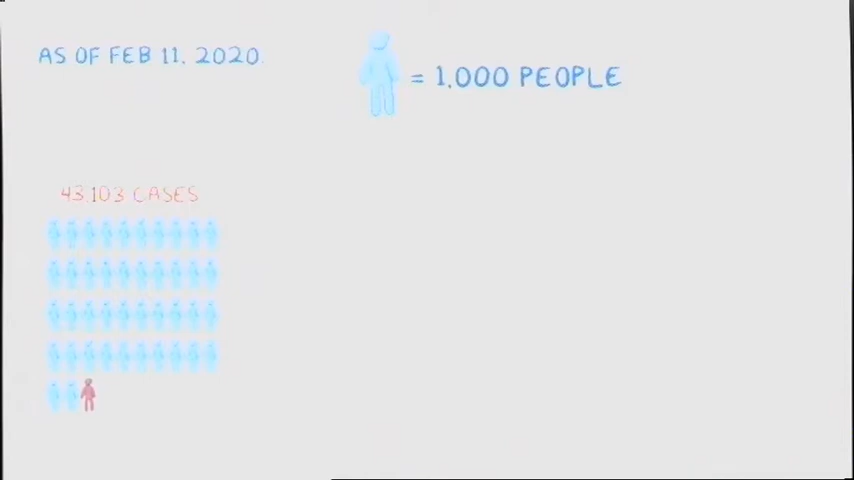 AS OF FEB 11, 2020.
= 1,000 PEOPLE
43,103 CASES